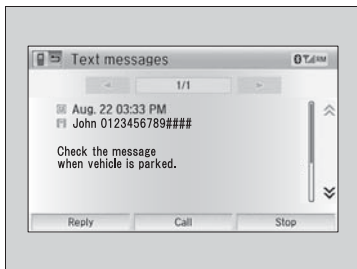 Text messages
1/1
Aug. 22 03:33 PM
John 0123456789####
Check the message
when vehicle is parked.
Reply
Call
Stop